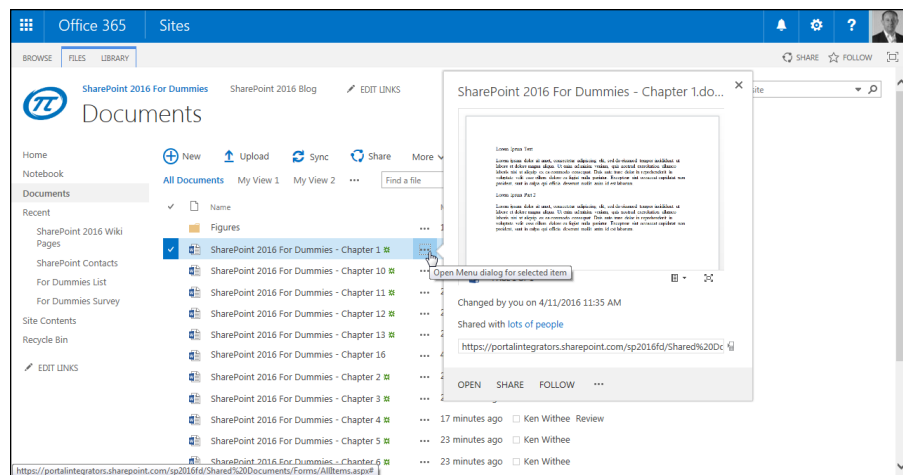 Office 365
Sites
?
BROWSE FILES LIBRARY
SHARE FOLLOW
SharePoint 2016 For Dummies SharePoint 2016 Blog EDIT LINKS
Documents
Home
Notebook
Documents
Recent
SharePoint 2016 Wiki
Pages
SharePoint Contacts
For Dummies List
For Dummies Survey
Site Contents
Recycle Bin
EDIT LINKS
New Upload Sync Share More
All Documents My View 1 My View 2 ••• Find a file
Name
Figures •••
SharePoint 2016 For Dummies - Chapter 1 •••
SharePoint 2016 For Dummies - Chapter 10 •••
SharePoint 2016 For Dummies - Chapter 11 •••
SharePoint 2016 For Dummies - Chapter 12 •••
SharePoint 2016 For Dummies - Chapter 13 •••
SharePoint 2016 For Dummies - Chapter 16 •••
SharePoint 2016 For Dummies - Chapter 2 •••
SharePoint 2016 For Dummies - Chapter 3 •••
SharePoint 2016 For Dummies - Chapter 4 ••• 17 minutes ago Ken Withee Review
SharePoint 2016 For Dummies - Chapter 5 ••• 23 minutes ago Ken Withee
SharePoint 2016 For Dummies - Chapter 6 ••• 23 minutes ago Ken Withee
SharePoint 2016 For Dummies - Chapter 1.do...
Open Menu dialog for selected item
Changed by you on 4/11/2016 11:35 AM
Shared with lots of people
https://portalintegrators.sharepoint.com/sp2016fd/Shared%20Dc
OPEN SHARE FOLLOW •••
https://portalintegrators.sharepoint.com/sp2016fd/Shared%20Documents/Forms/AllItems.aspx#